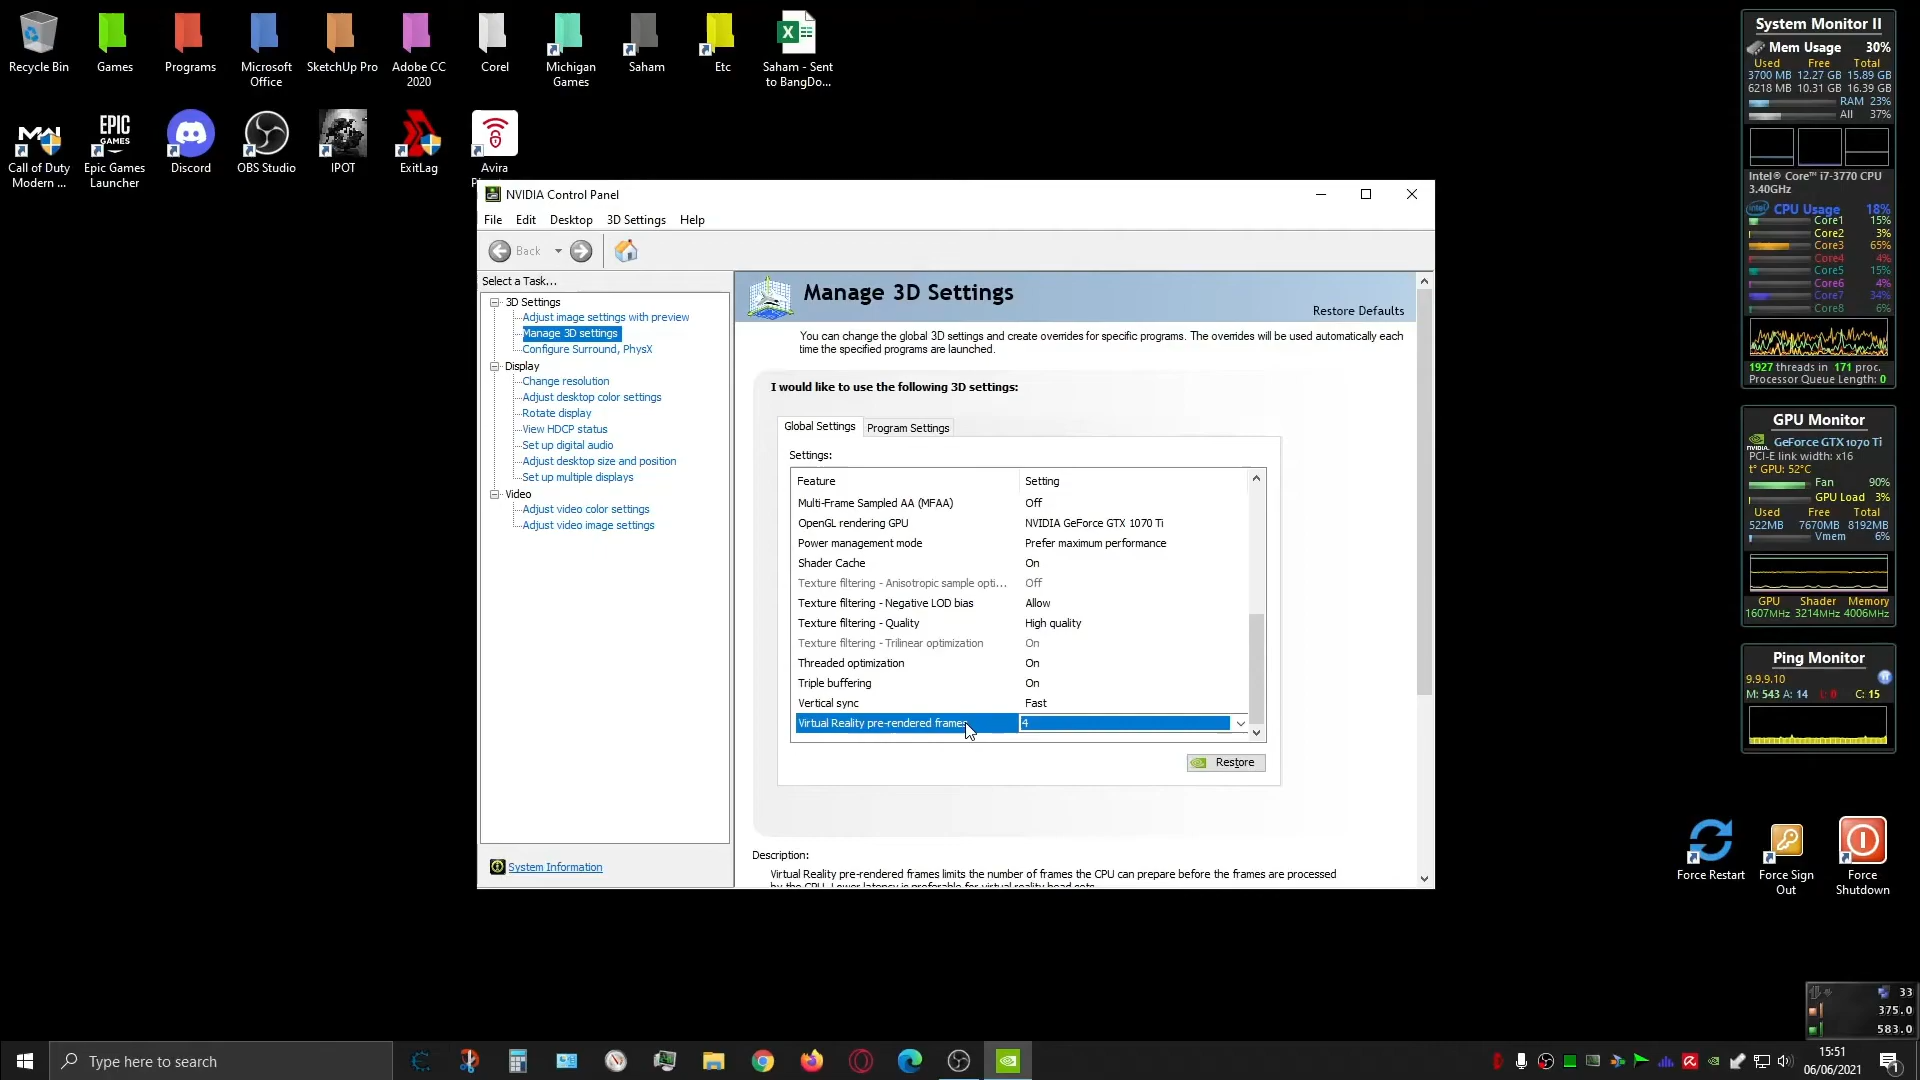 Recycle Bin
Games
Programs
Microsoft
Office
SketchUp Pro
Adobe CC
2020
Corel
Michigan
Games
Saham
Etc
Saham - Sent
to BangDo...
Call of Duty
Modern ...
Epic Games
Launcher
Discord
OBS Studio
IPOT
ExitLag
Avira
NVIDIA Control Panel
File Edit Desktop 3D Settings Help
Back
Select a Task...
3D Settings
Adjust image settings with preview
Manage 3D settings
Configure Surround, PhysX
Display
Change resolution
Adjust desktop color settings
Rotate display
View HDCP status
Set up digital audio
Adjust desktop size and position
Set up multiple displays
Video
Adjust video color settings
Adjust video image settings
System Information
Manage 3D Settings
Restore Defaults
You can change the global 3D settings and create overrides for specific programs. The overrides will be used automatically each
time the specified programs are launched.
I would like to use the following 3D settings:
Global Settings Program Settings
Settings:
Feature Setting
Multi-Frame Sampled AA (MFAA) Off
OpenGL rendering GPU NVIDIA GeForce GTX 1070 Ti
Power management mode Prefer maximum performance
Shader Cache On
Texture filtering - Anisotropic sample opti... Off
Texture filtering - Negative LOD bias Allow
Texture filtering - Quality High quality
Texture filtering - Trilinear optimization On
Threaded optimization On
Triple buffering On
Vertical sync Fast
Virtual Reality pre-rendered frames 4
Restore
Description:
Virtual Reality pre-rendered frames limits the number of frames the CPU can prepare before the frames are processed
by the GPU. Lower latency is preferable for virtual reality head sets.
System Monitor II
Mem Usage 30%
Used Free Total
3700 MB 12.27 GB 15.89 GB
6218 MB 10.31 GB 16.39 GB
RAM 23%
All 37%
Intel® Core™ i7-3770 CPU
3.40GHz
intel CPU Usage 18%
Core1 15%
Core2 3%
Core3 65%
Core4 4%
Core5 15%
Core6 4%
Core7 34%
Core8 6%
1927 threads in 171 proc.
Processor Queue Length: 0
GPU Monitor
NVIDIA GeForce GTX 1070 Ti
PCI-E link width: x16
t° GPU: 52°C
Fan 90%
GPU Load 3%
Used Free Total
522MB 7670MB 8192MB
Vmem 6%
GPU Shader Memory
1607MHz 3214MHz 4006MHz
Ping Monitor
9.9.9.10
M: 543 A: 14 L: 0 C: 15
Force Restart
Force Sign
Out
Force
Shutdown
33
375.0
583.0
Type here to search
15:51
06/06/2021
1